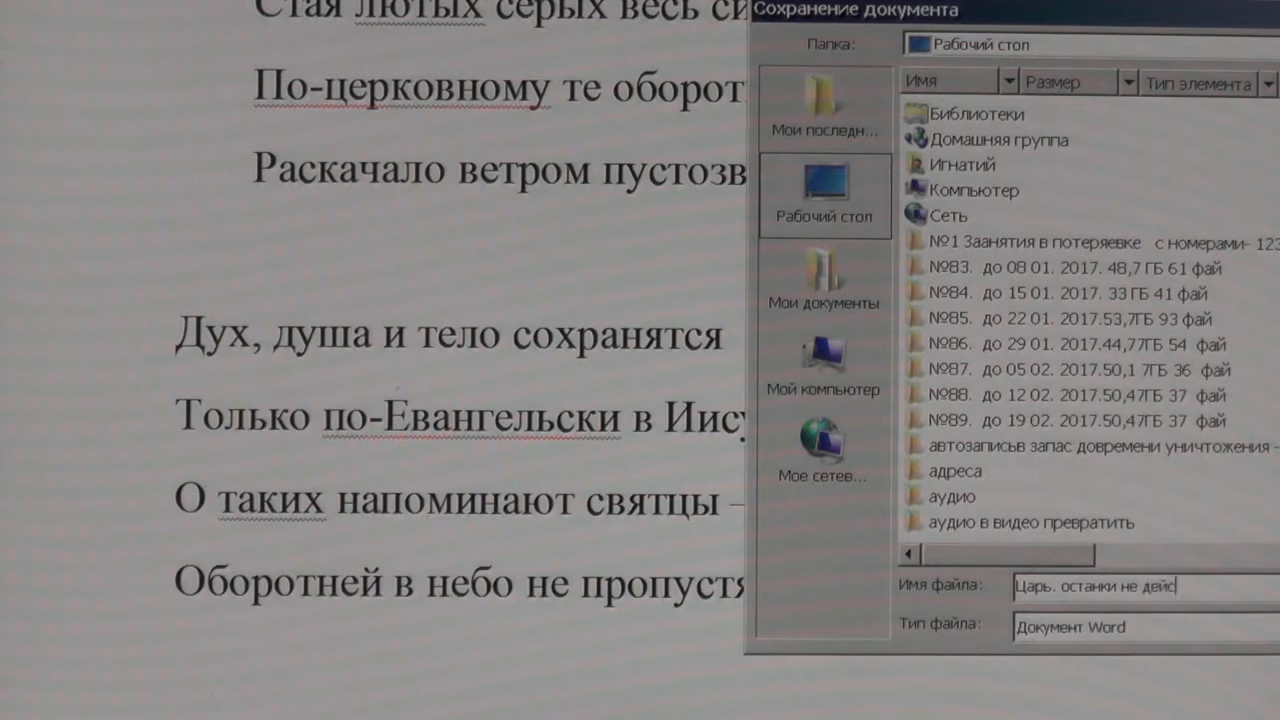 Стая лютых серых весь
По-церковному те оборот
Раскачало ветром пустозв
Дух, душа и тело сохранятся
Только по-Евангельски в Иису
О таких напоминают святцы –
Оборотней в небо не пропустя
Сохранение документа
Папка:
Рабочий стол
Имя
Размер
Тип элемента
Мои последн...
Рабочий стол
Мои документы
Мой компьютер
Мое сетев...
Библиотеки
Домашняя группа
Игнатий
Компьютер
Сеть
№1 Заанятия в потеряевке с номерами- 123
№83. до 08 01. 2017. 48,7 ГБ 61 фай
№84. до 15 01. 2017. 33 ГБ 41 фай
№85. до 22 01. 2017.53,7ГБ 93 фай
№86. до 29 01. 2017.44,77ГБ 54 фай
№87. до 05 02. 2017.50,1 7ГБ 36 фай
№88. до 12 02. 2017.50,47ГБ 37 фай
№89. до 19 02. 2017.50,47ГБ 37 фай
автозаписьв запас довремени уничтожения -
адреса
аудио
аудио в видео превратить
Имя файла:
Царь. останки не дейс
Тип файла:
Документ Word